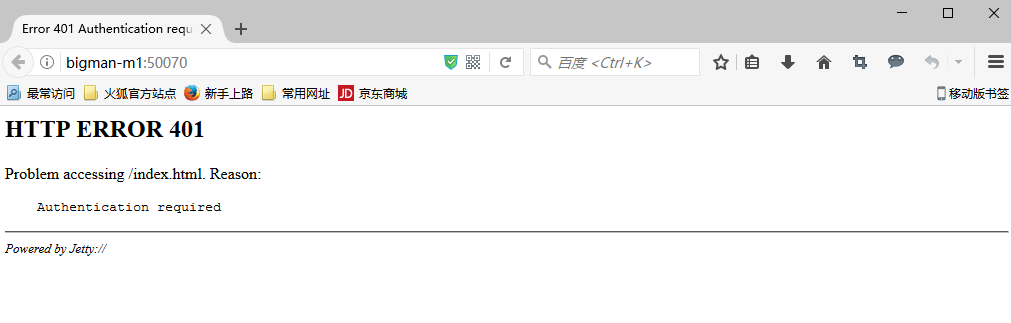 Error 401 Authentication requ
bigman-m1:50070
百度 <Ctrl+K>
最常访问 火狐官方站点 新手上路 常用网址 JD 京东商城 移动版书签
HTTP ERROR 401
Problem accessing /index.html. Reason:
Authentication required
Powered by Jetty://